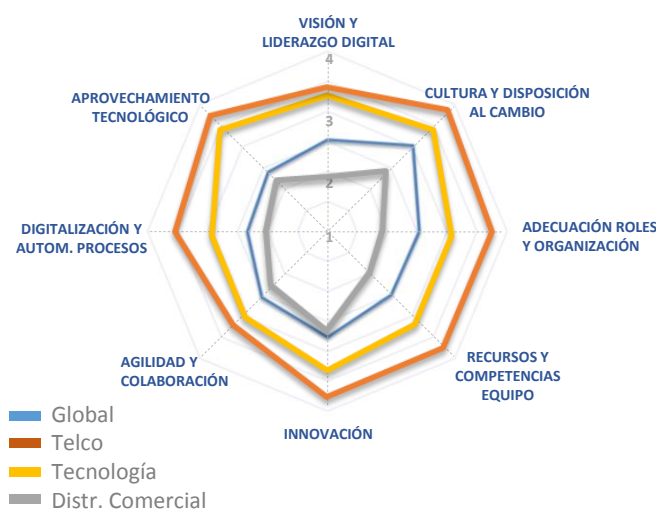 VISIÓN Y
LIDERAZGO DIGITAL
4
APROVECHAMIENTO
TECNOLÓGICO
CULTURA Y DISPOSICIÓN
AL CAMBIO
3
2
DIGITALIZACIÓN Y
AUTOM. PROCESOS
1
ADECUACIÓN ROLES
Y ORGANIZACIÓN
AGILIDAD Y
COLABORACIÓN
RECURSOS Y
COMPETENCIAS
EQUIPO
INNOVACIÓN
Global
Telco
Tecnología
Distr. Comercial